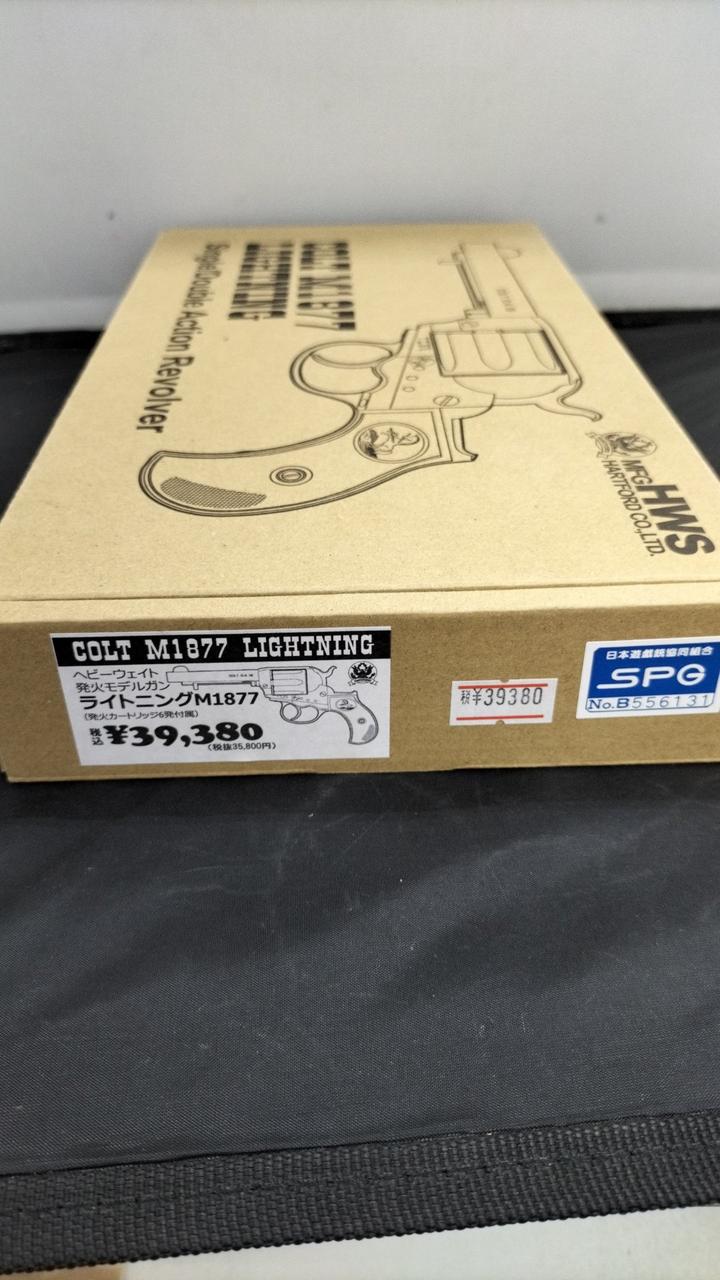 COLT M1877
LIGHTNING
Single/Double Action Revolver
HWS
MFG
HARTFORD CO.,LTD.
COLT M1877 LIGHTNING
ヘビーウェイト
発火モデルガン
ライトニングM1877
(発火カートリッジ6発付属)
税込 ¥39,380
(税抜35,800円)
税 ¥39380
日本遊戯銃協同組合
SPG
No.B556131